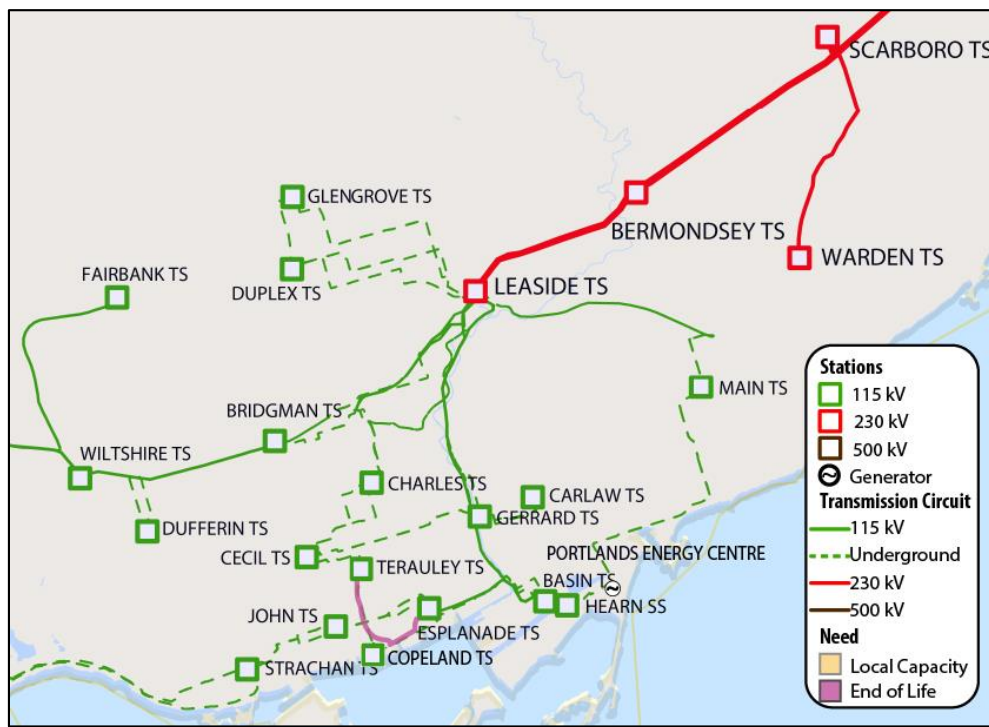 SCARBORO TS
GLENGROVE TS
BERMONDSEY TS
WARDEN TS
FAIRBANK TS
DUPLEX TS
LEASIDE TS
MAIN TS
BRIDGMAN TS
WILTSHIRE TS
CHARLES TS
CARLAW TS
DUFFERIN TS
GERRARD TS
CECIL TS
PORTLANDS ENERGY CENTRE
TERAULEY TS
BASIN TS
HEARN SS
JOHN TS
ESPLANADE TS
COPELAND TS
STRACHAN TS
Stations
115 kV
230 kV
500 kV
Generator
Transmission Circuit
115 kV
Underground
230 kV
500 kV
Need
Local Capacity
End of Life